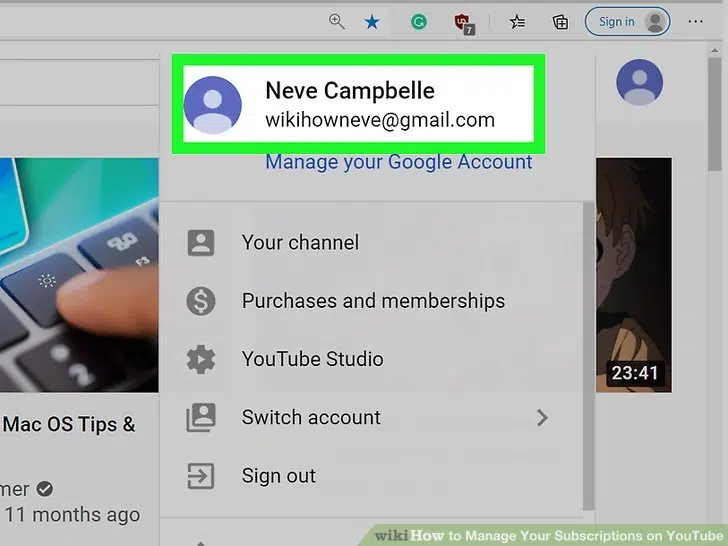 Sign in
7
Neve Campbelle
wikihowneve@gmail.com
Manage your Google Account
F3
Your channel
Purchases and memberships
YouTube Studio
23:41
Switch account
Mac OS Tips &
Sign out
mer
11 months ago
wikiHow to Manage Your Subscriptions on YouTube